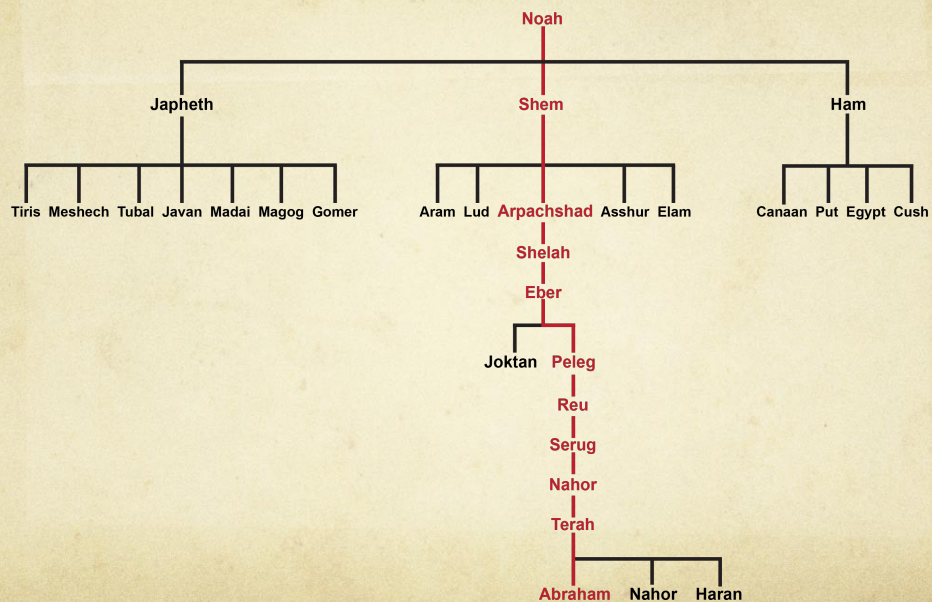 Noah
Japheth Shem Ham
Tiris Meshech Tubal Javan Madai Magog Gomer Aram Lud Arpachshad Asshur Elam Canaan Put Egypt Cush
Shelah
Eber
Joktan Peleg
Reu
Serug
Nahor
Terah
Abraham Nahor Haran